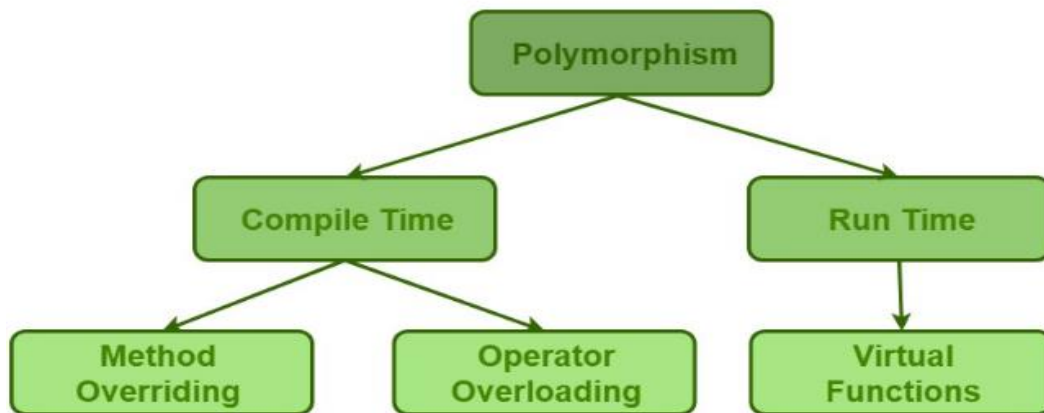 Polymorphism
Compile Time
Run Time
Method
Overriding
Operator
Overloading
Virtual
Functions